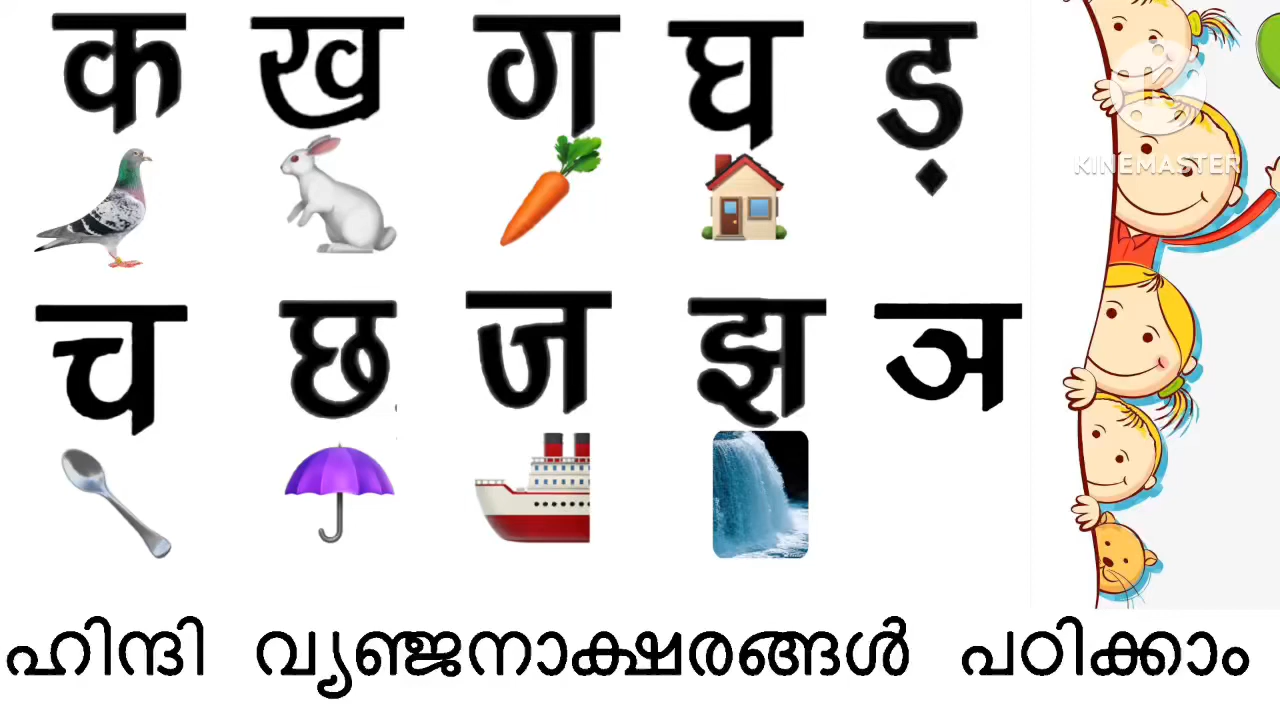 क ख ग घ ड़
च छ ज झ ञ
ഹിന്ദി വ്യഞ്ജനാക്ഷരങ്ങൾ പഠിക്കാം
K
KINEMASTER